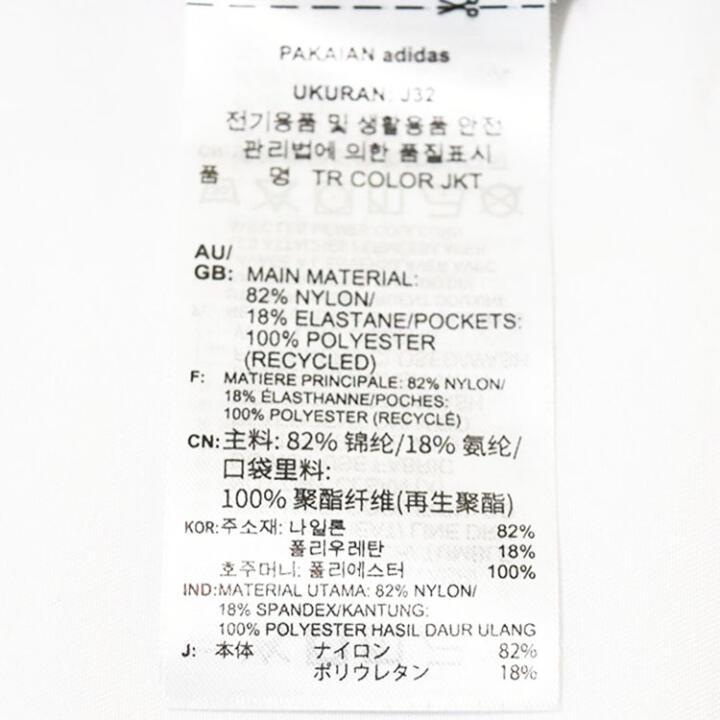 PAKAIAN adidas
UKURAN: J32
전기용품 및 생활용품 안전
관리법에 의한 품질표시
품 명 TR COLOR JKT
AU/
GB: MAIN MATERIAL:
82% NYLON/
18% ELASTANE/POCKETS:
100% POLYESTER
(RECYCLED)
F: MATIERE PRINCIPALE: 82% NYLON/
18% ÉLASTHANNE/POCHES:
100% POLYESTER (RECYCLÉ)
CN: 主料: 82% 锦纶/18% 氨纶/
口袋里料:
100% 聚酯纤维(再生聚酯)
KOR: 주소재: 나일론 82%
폴리우레탄 18%
호주머니: 폴리에스터 100%
IND: MATERIAL UTAMA: 82% NYLON/
18% SPANDEX/KANTUNG:
100% POLYESTER HASIL DAUR ULANG
J: 本体 ナイロン 82%
ポリウレタン 18%